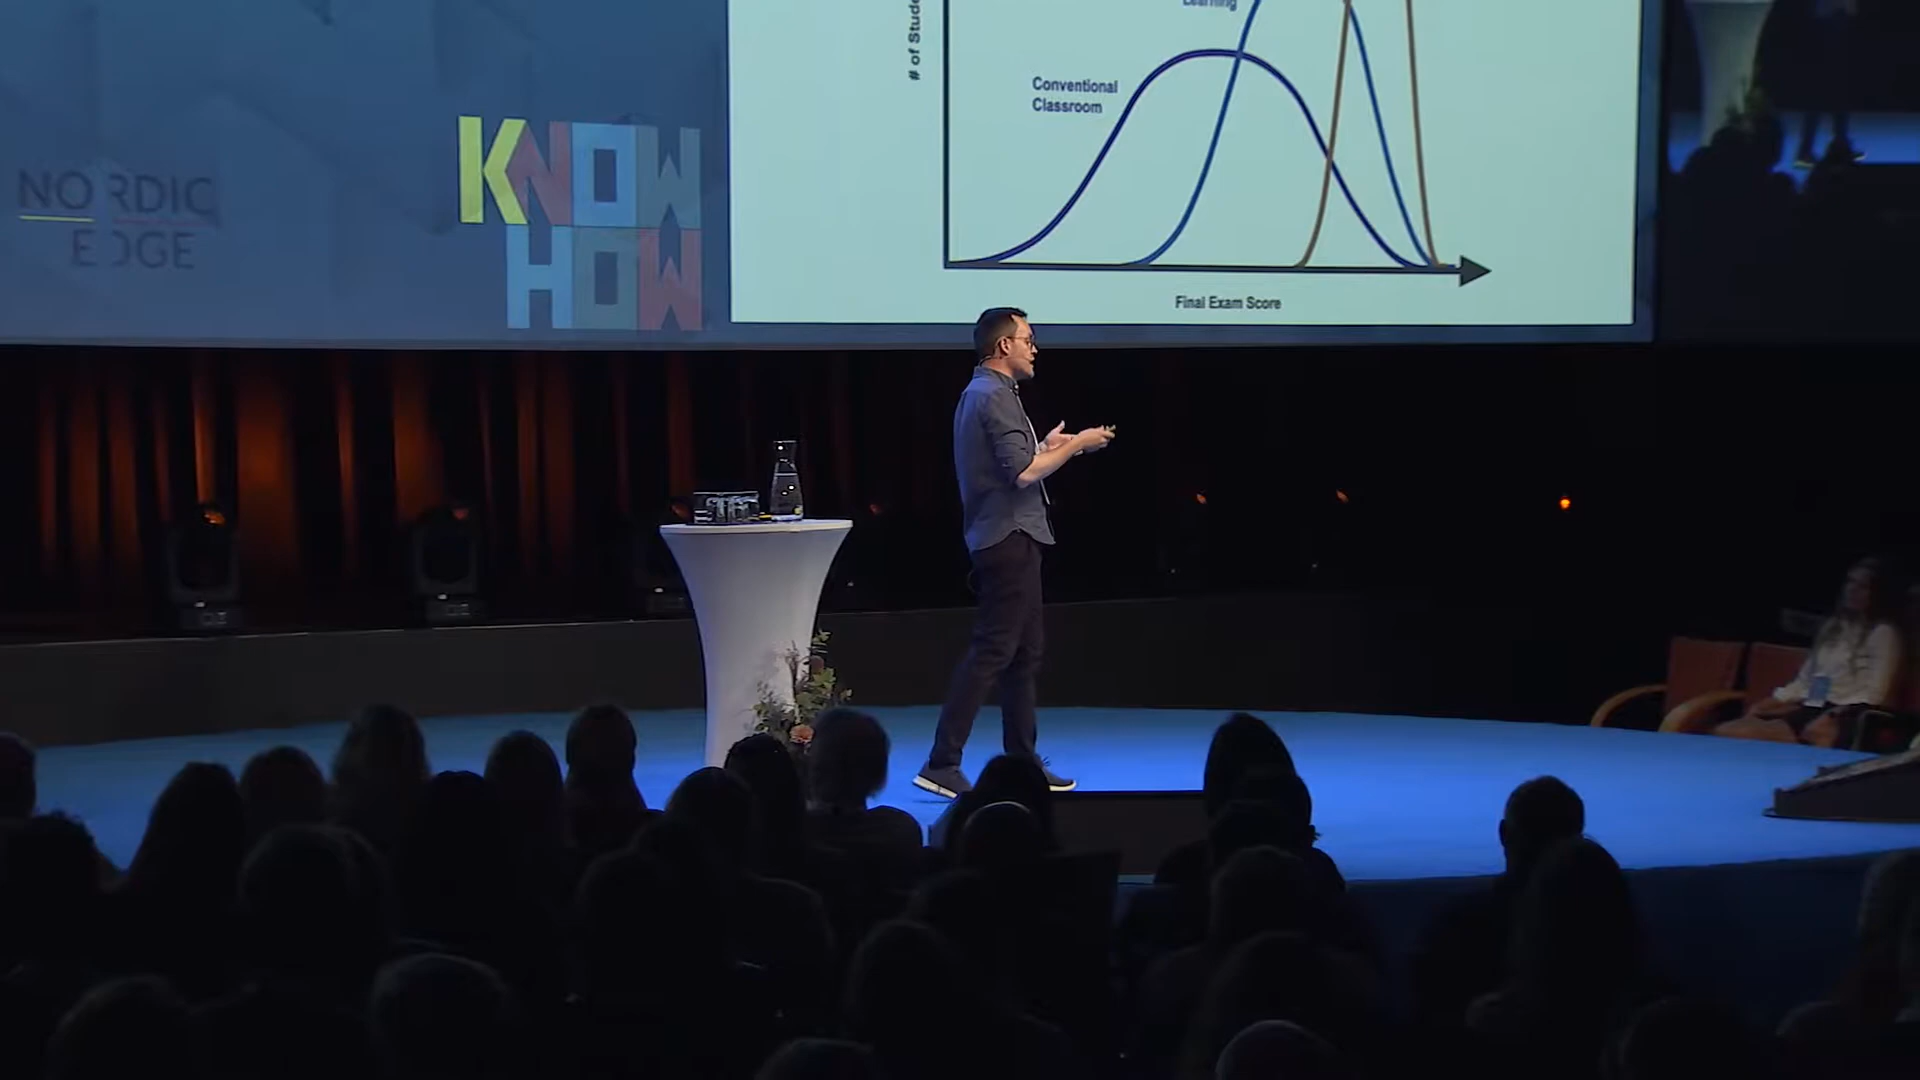 # of Stude
Learning
Conventional
Classroom
Final Exam Score
KNOW
HOW
NORDIC
EDGE